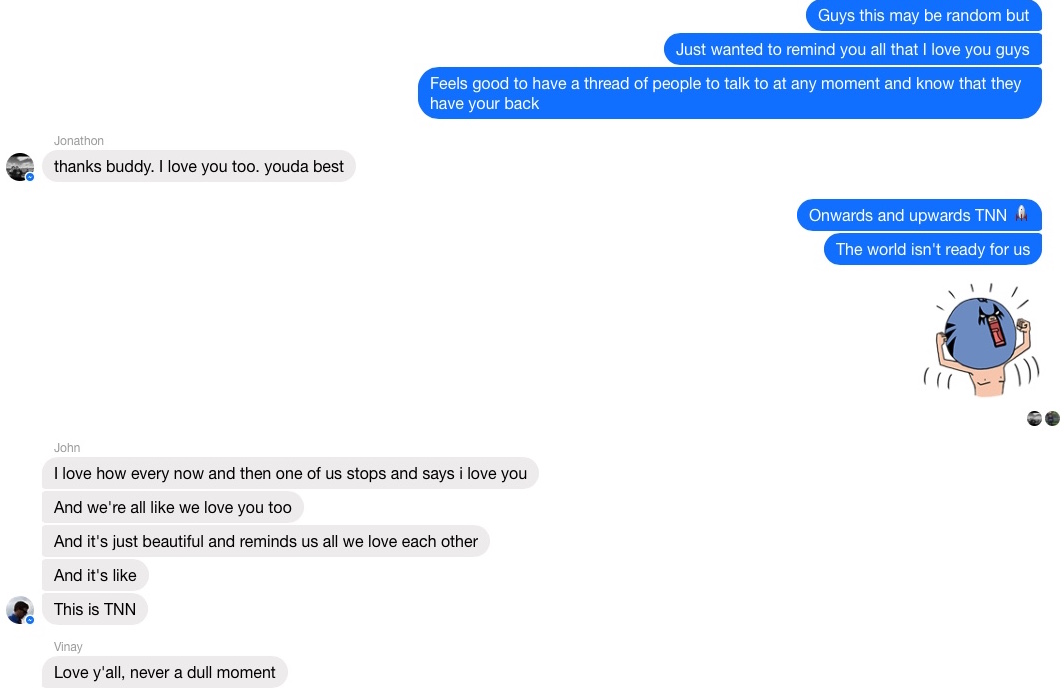 Guys this may be random but
Just wanted to remind you all that I love you guys
Feels good to have a thread of people to talk to at any moment and know that they
have your back
Jonathon
thanks buddy. I love you too. youda best
Onwards and upwards TNN 🚀
The world isn't ready for us
John
I love how every now and then one of us stops and says i love you
And we're all like we love you too
And it's just beautiful and reminds us all we love each other
And it's like
This is TNN
Vinay
Love y'all, never a dull moment